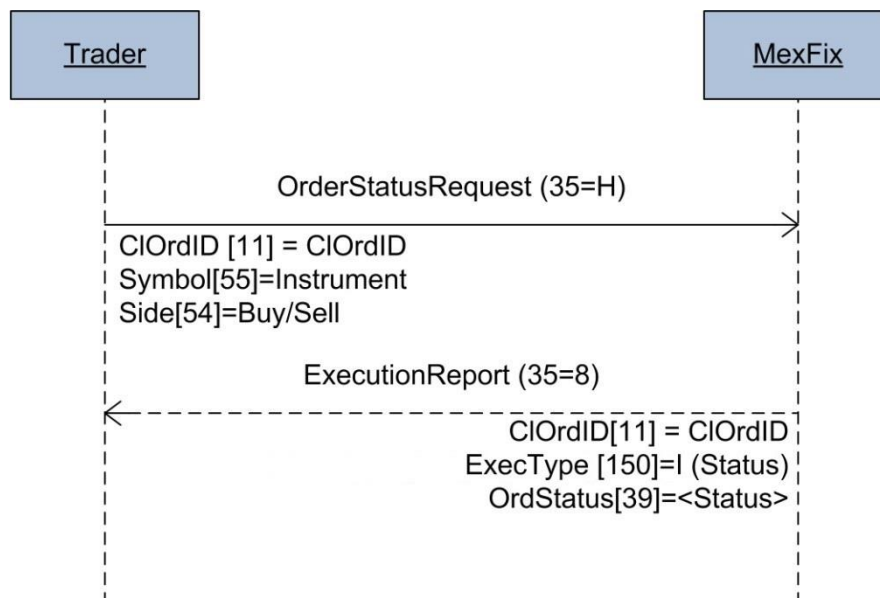 Trader
MexFix
OrderStatusRequest (35=H)
ClOrdID [11] = ClOrdID
Symbol[55]=Instrument
Side[54]=Buy/Sell
ExecutionReport (35=8)
ClOrdID[11] = ClOrdID
ExecType [150]=I (Status)
OrdStatus[39]=<Status>